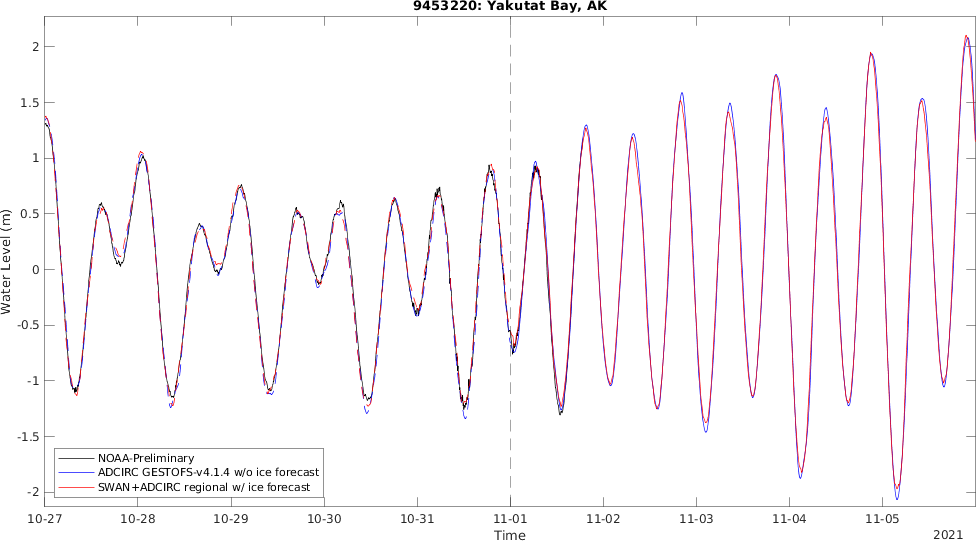 9453220: Yakutat Bay, AK
Water Level (m)
2
1.5
1
0.5
0
-0.5
-1
-1.5
-2
NOAA-Preliminary
ADCIRC GESTOFS-v4.1.4 w/o ice forecast
SWAN+ADCIRC regional w/ ice forecast
10-27 10-28 10-29 10-30 10-31 11-01 11-02 11-03 11-04 11-05
Time
2021